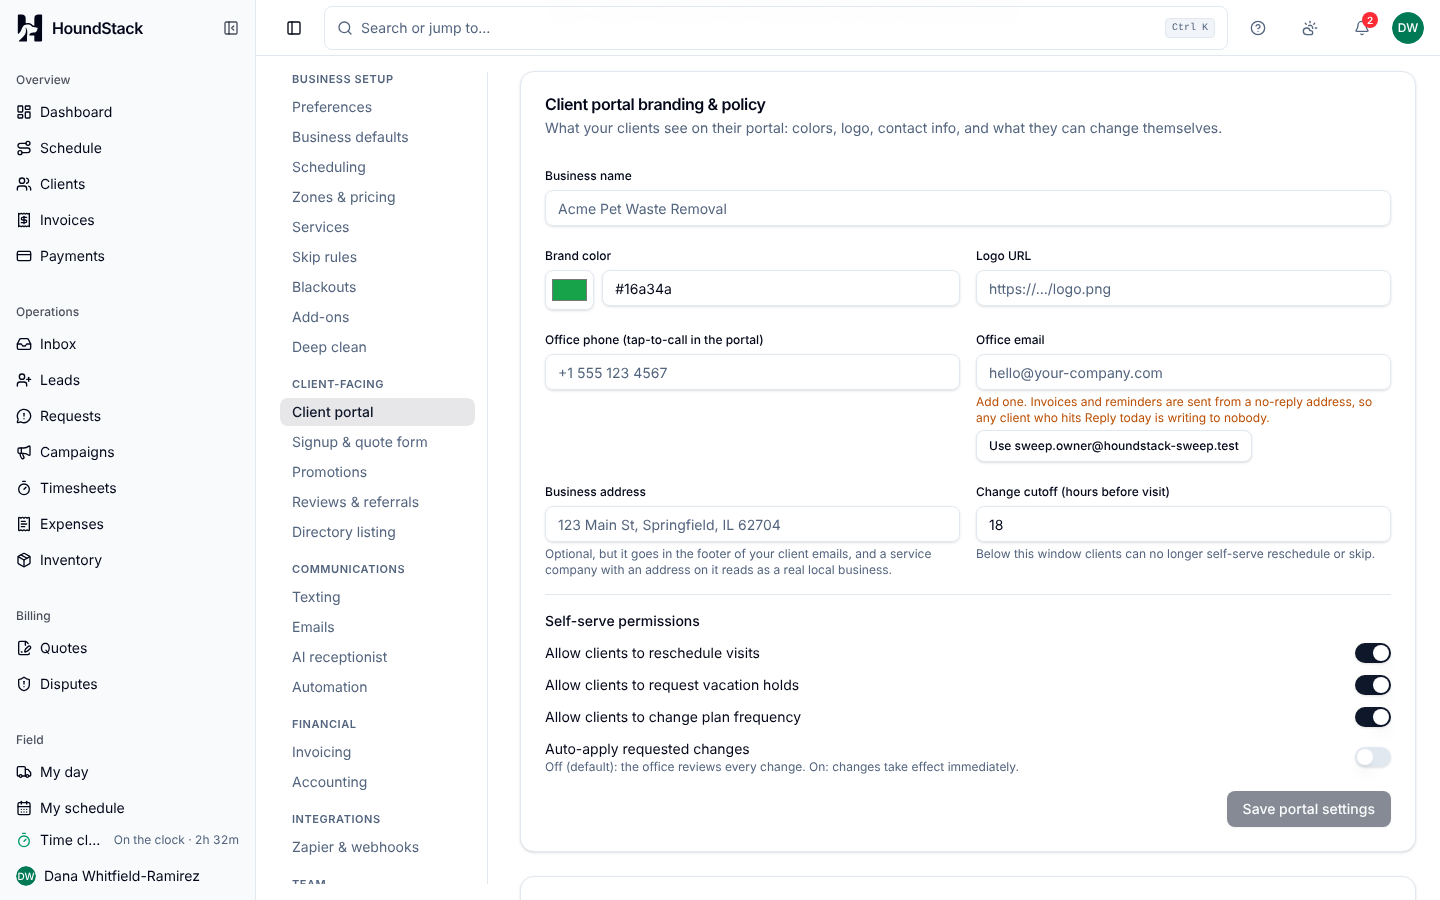 HoundStack
Search or jump to...
Ctrl K
2
DW
Overview
Dashboard
Schedule
Clients
Invoices
Payments
Operations
Inbox
Leads
Requests
Campaigns
Timesheets
Expenses
Inventory
Billing
Quotes
Disputes
Field
My day
My schedule
Time cl... On the clock · 2h 32m
DW Dana Whitfield-Ramirez
BUSINESS SETUP
Preferences
Business defaults
Scheduling
Zones & pricing
Services
Skip rules
Blackouts
Add-ons
Deep clean
CLIENT-FACING
Client portal
Signup & quote form
Promotions
Reviews & referrals
Directory listing
COMMUNICATIONS
Texting
Emails
AI receptionist
Automation
FINANCIAL
Invoicing
Accounting
INTEGRATIONS
Zapier & webhooks
TEAM
Client portal branding & policy
What your clients see on their portal: colors, logo, contact info, and what they can change themselves.
Business name
Acme Pet Waste Removal
Brand color
#16a34a
Logo URL
https://.../logo.png
Office phone (tap-to-call in the portal)
+1 555 123 4567
Office email
hello@your-company.com
Add one. Invoices and reminders are sent from a no-reply address, so
any client who hits Reply today is writing to nobody.
Use sweep.owner@houndstack-sweep.test
Business address
123 Main St, Springfield, IL 62704
Optional, but it goes in the footer of your client emails, and a service
company with an address on it reads as a real local business.
Change cutoff (hours before visit)
18
Below this window clients can no longer self-serve reschedule or skip.
Self-serve permissions
Allow clients to reschedule visits
Allow clients to request vacation holds
Allow clients to change plan frequency
Auto-apply requested changes
Off (default): the office reviews every change. On: changes take effect immediately.
Save portal settings